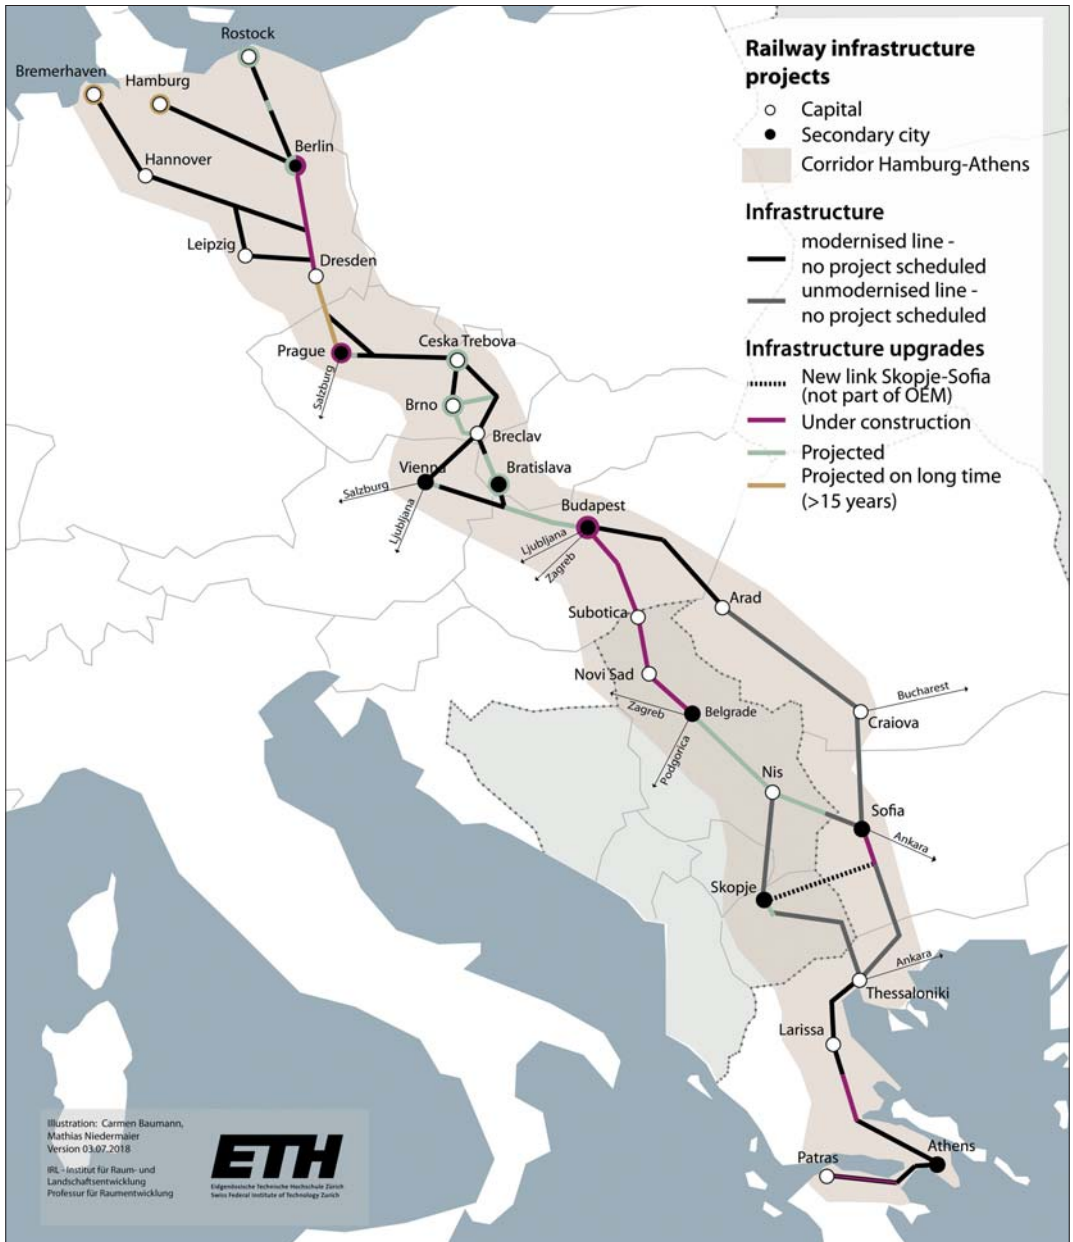 Rostock
Bremerhaven
Hamburg
Berlin
Hannover
Leipzig
Dresden
Prague
Ceska Trebova
Salzburg
Brno
Breclav
Vienna
Bratislava
Salzburg
Ljubljana
Budapest
Ljubljana
Zagreb
Arad
Subotica
Novi Sad
Bucharest
Zagreb
Belgrade
Craiova
Podgorica
Nis
Sofia
Ankara
Skopje
Ankara
Thessaloniki
Larissa
Athens
Patras
Railway infrastructure
projects
Capital
Secondary city
Corridor Hamburg-Athens
Infrastructure
modernised line -
no project scheduled
unmodernised line -
no project scheduled
Infrastructure upgrades
New link Skopje-Sofia
(not part of OEM)
Under construction
Projected
Projected on long time
(>15 years)
Illustration: Carmen Baumann,
Mathias Niedermaier
Version 03.07.2018
IRL - Institut für Raum- und
Landschaftsentwicklung
Professur für Raumentwicklung
ETH
Eidgenössische Technische Hochschule Zürich
Swiss Federal Institute of Technology Zurich